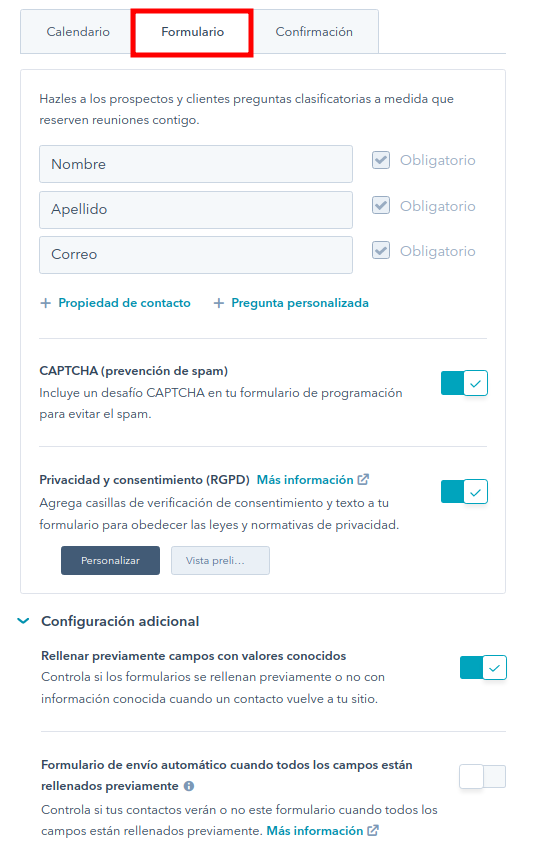 Calendario
Formulario
Confirmación
Hazles a los prospectos y clientes preguntas clasificatorias a medida que
reserven reuniones contigo.
Nombre
Obligatorio
Apellido
Obligatorio
Correo
Obligatorio
+ Propiedad de contacto
+ Pregunta personalizada
CAPTCHA (prevención de spam)
Incluye un desafío CAPTCHA en tu formulario de programación
para evitar el spam.
Privacidad y consentimiento (RGPD) Más información
Agrega casillas de verificación de consentimiento y texto a tu
formulario para obedecer las leyes y normativas de privacidad.
Personalizar
Vista preli...
Configuración adicional
Rellenar previamente campos con valores conocidos
Controla si los formularios se rellenan previamente o no con
información conocida cuando un contacto vuelve a tu sitio.
Formulario de envío automático cuando todos los campos están
rellenados previamente
Controla si tus contactos verán o no este formulario cuando todos los
campos están rellenados previamente. Más información